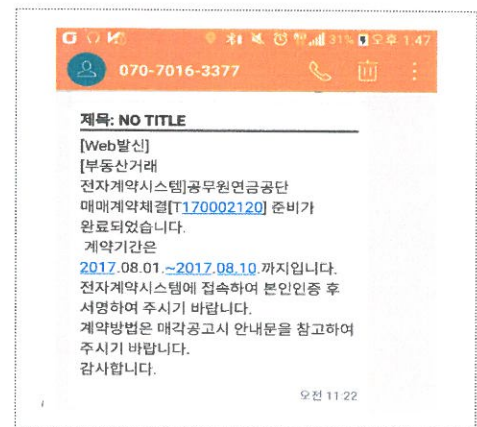 31% 오후 1:47
070-7016-3377
제목: NO TITLE
[Web발신]
[부동산거래
전자계약시스템]공무원연금공단
매매계약체결[T170002120] 준비가
완료되었습니다.
계약기간은
2017.08.01.~2017.08.10.까지입니다.
전자계약시스템에 접속하여 본인인증 후
서명하여 주시기 바랍니다.
계약방법은 매각공고시 안내문을 참고하여
주시기 바랍니다.
감사합니다.
오전 11:22